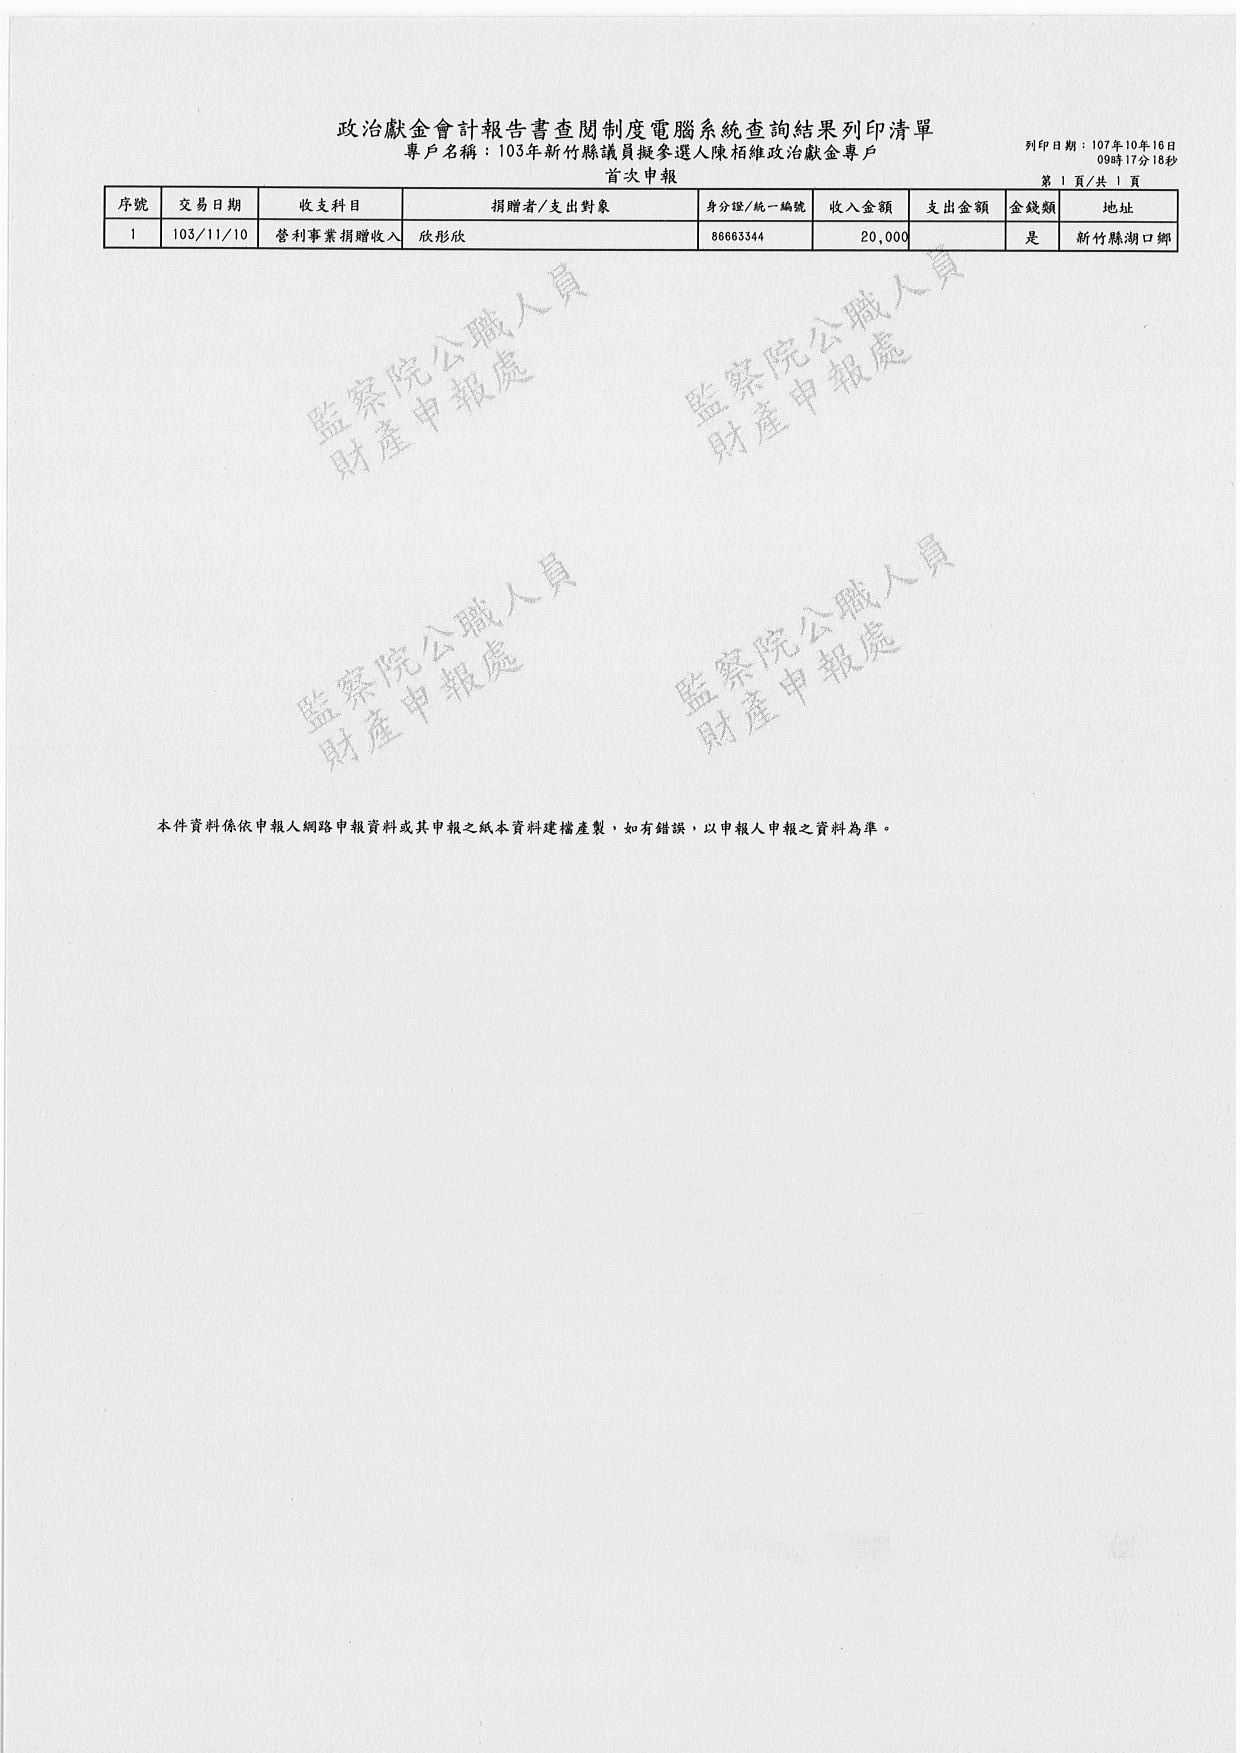 政治獻金會計報告書查閱制度電腦系統查詢結果列印清單
專戶名稱：103年新竹縣議員擬參選人陳栢維政治獻金專戶
首次申報
列印日期：107年10年16日
09時17分18秒
第 1 頁/共 1 頁
序號 交易日期 收支科目 捐贈者/支出對象 身分證/統一編號 收入金額 支出金額 金錢類 地址
1 103/11/10 營利事業捐贈收入 欣彤欣 86663344 20,000 是 新竹縣湖口鄉
監察院公職人員
財產申報處
監察院公職人員
財產申報處
監察院公職人員
財產申報處
監察院公職人員
財產申報處
本件資料係依申報人網路申報資料或其申報之紙本資料建檔產製，如有錯誤，以申報人申報之資料為準。